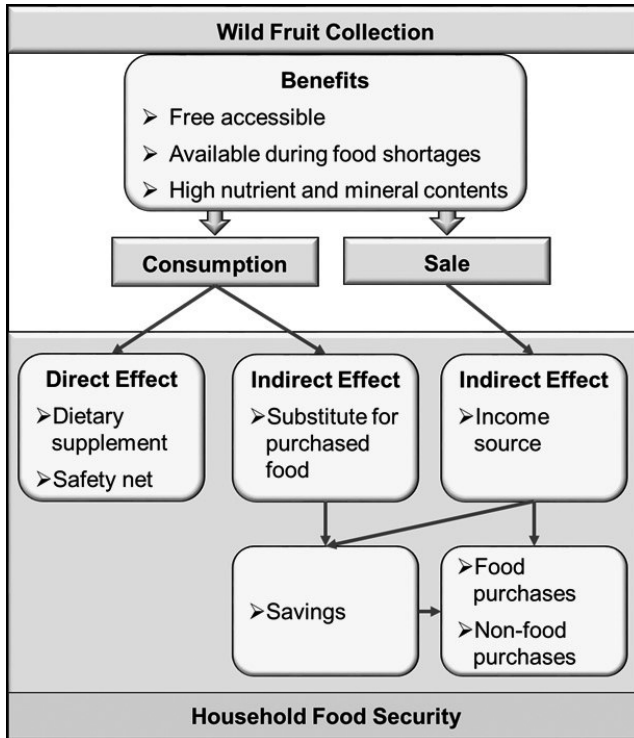 Wild Fruit Collection
Benefits
➢ Free accessible
➢ Available during food shortages
➢ High nutrient and mineral contents
Consumption
Sale
Direct Effect
➢Dietary
supplement
➢Safety net
Indirect Effect
➢Substitute for
purchased
food
Indirect Effect
➢Income
source
➢Savings
➢Food
purchases
➢Non-food
purchases
Household Food Security